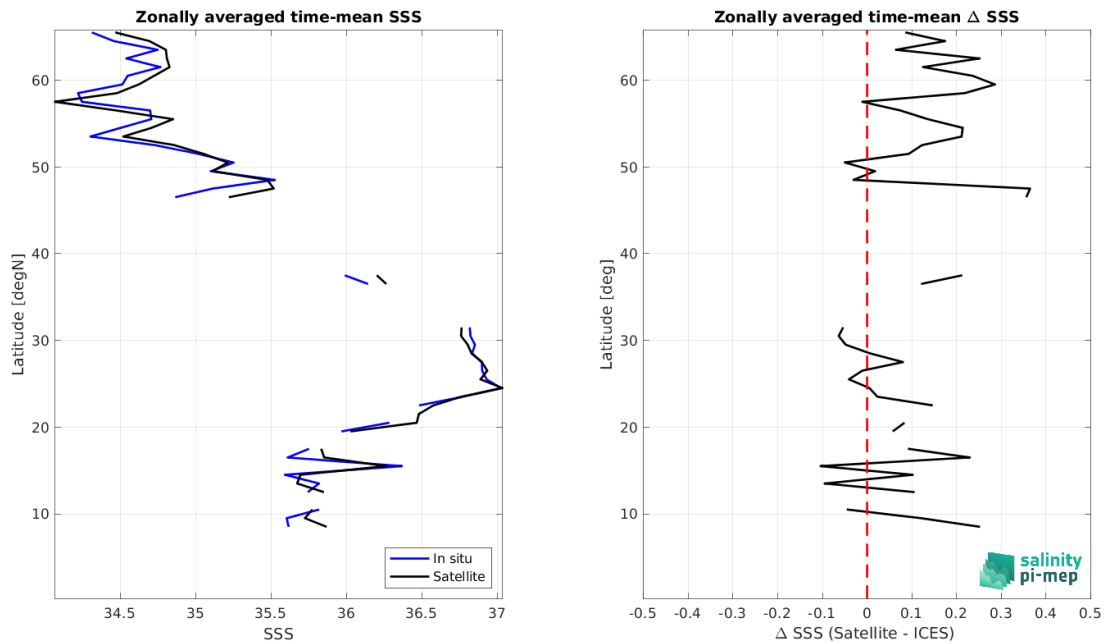 Zonally averaged time-mean SSS
60
50
40
30
20
10
34.5
35
35.5
36
36.5
37
Latitude [degN]
SSS
In situ
Satellite
Zonally averaged time-mean Δ SSS
60
50
40
30
20
10
-0.5
-0.4
-0.3
-0.2
-0.1
0
0.1
0.2
0.3
0.4
0.5
Latitude [deg]
Δ SSS (Satellite - ICES)
salinity
pi-mep